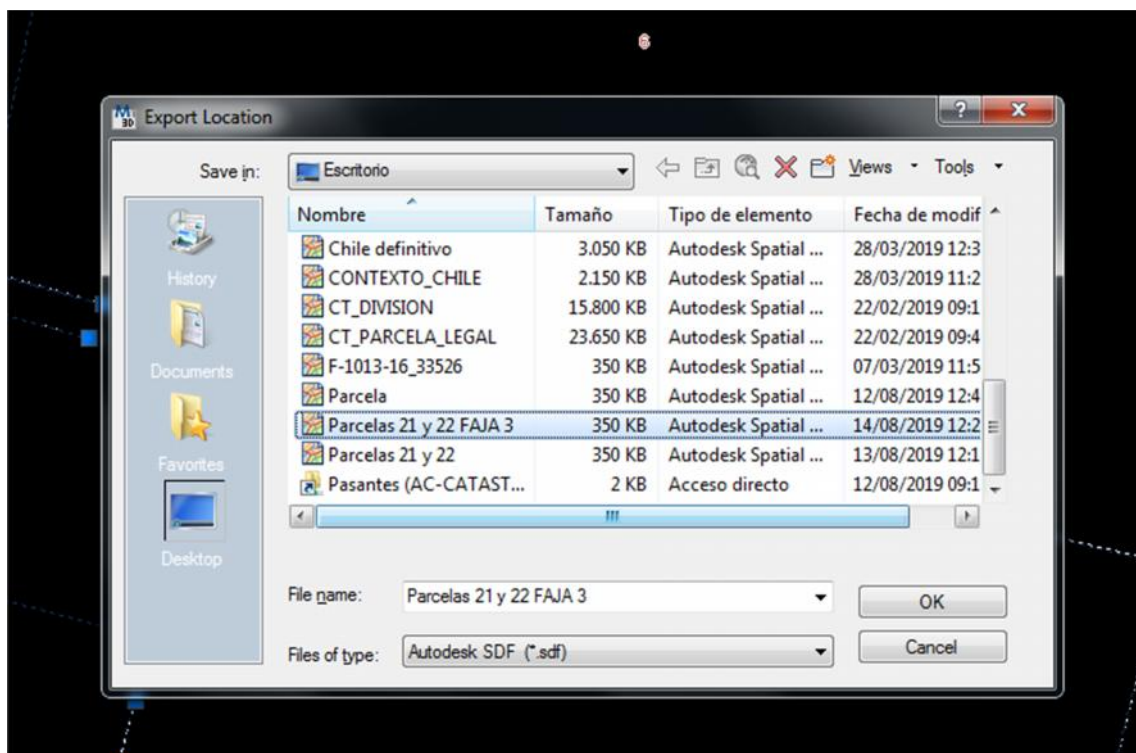 6
M 3D Export Location
Save in: Escritorio Views Tools
Nombre Tamaño Tipo de elemento Fecha de modif
Chile definitivo 3.050 KB Autodesk Spatial ... 28/03/2019 12:3
CONTEXTO_CHILE 2.150 KB Autodesk Spatial ... 28/03/2019 11:2
CT_DIVISION 15.800 KB Autodesk Spatial ... 22/02/2019 09:1
CT_PARCELA_LEGAL 23.650 KB Autodesk Spatial ... 22/02/2019 09:4
F-1013-16_33526 350 KB Autodesk Spatial ... 07/03/2019 11:5
Parcela 350 KB Autodesk Spatial ... 12/08/2019 12:4
Parcelas 21 y 22 FAJA 3 350 KB Autodesk Spatial ... 14/08/2019 12:2
Parcelas 21 y 22 350 KB Autodesk Spatial ... 13/08/2019 12:1
Pasantes (AC-CATAST... 2 KB Acceso directo 12/08/2019 09:1
History
Documents
Favorites
Desktop
File name: Parcelas 21 y 22 FAJA 3 OK
Files of type: Autodesk SDF (*.sdf) Cancel